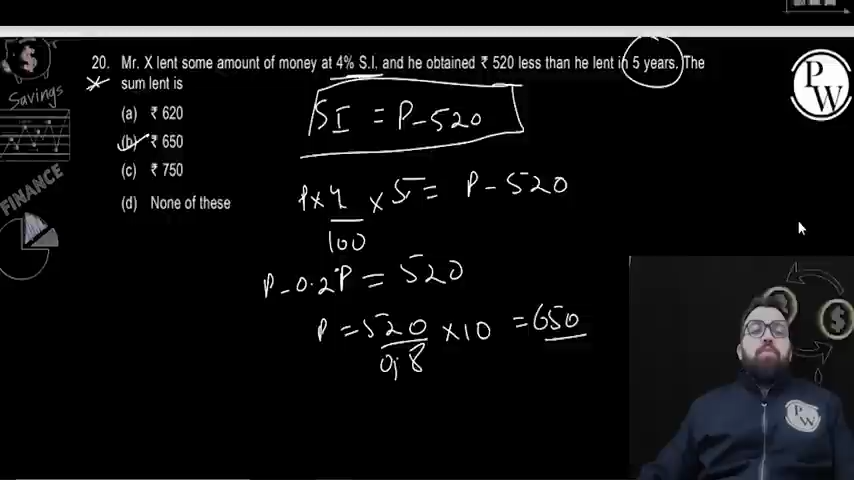 20. Mr. X lent some amount of money at 4% S.I. and he obtained ₹ 520 less than he lent in 5 years. The
sum lent is
Savings
(a) ₹ 620
(b) ₹ 650
(c) ₹ 750
(d) None of these
FINANCE
SI = P-520
P×4/100 × 5 = P - 520
P - 0.2P = 520
P = 520/0.8 ×10 = 650
PW
PW